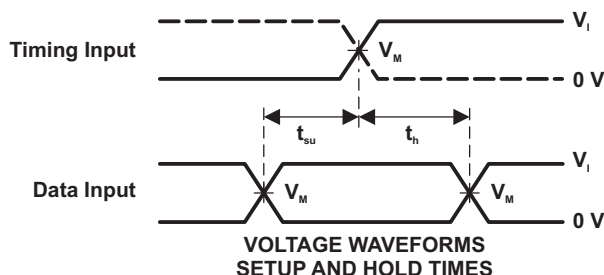 V_I
Timing Input
V_M
0 V
t_su
t_h
V_I
Data Input
V_M
V_M
0 V
VOLTAGE WAVEFORMS
SETUP AND HOLD TIMES